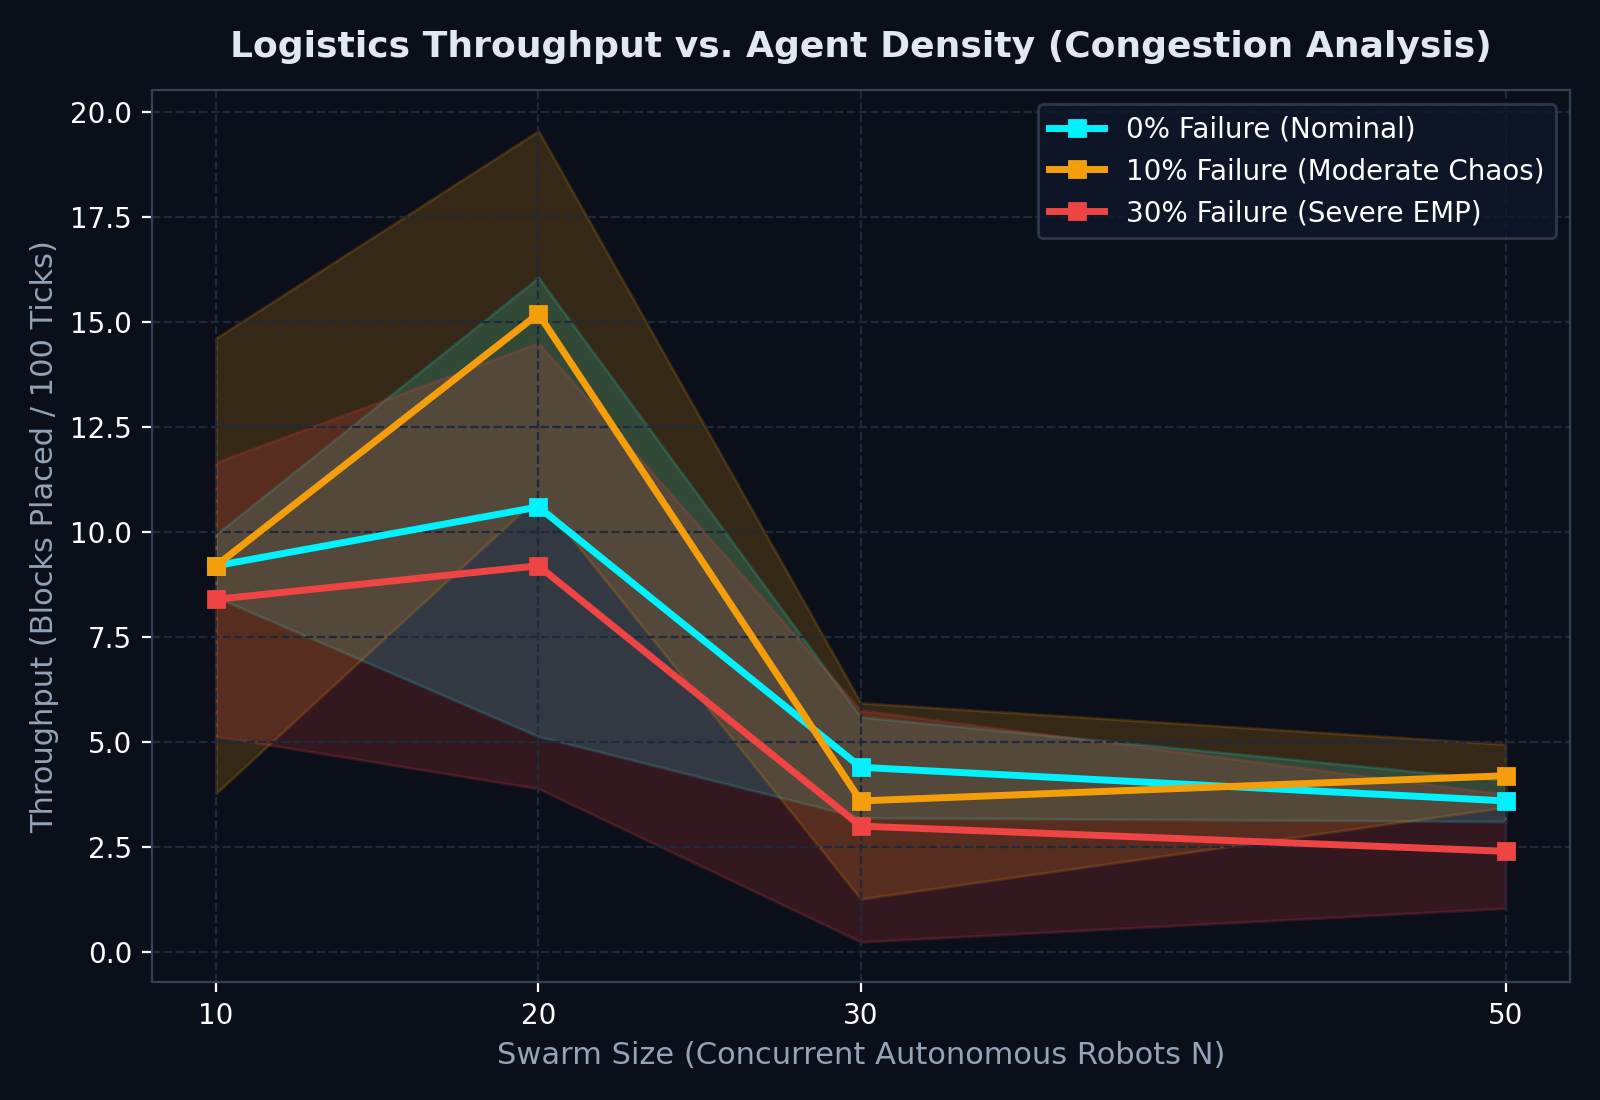 Logistics Throughput vs. Agent Density (Congestion Analysis)
0% Failure (Nominal)
10% Failure (Moderate Chaos)
30% Failure (Severe EMP)
Throughput (Blocks Placed / 100 Ticks)
20.0
17.5
15.0
12.5
10.0
7.5
5.0
2.5
0.0
10 20 30 50
Swarm Size (Concurrent Autonomous Robots N)